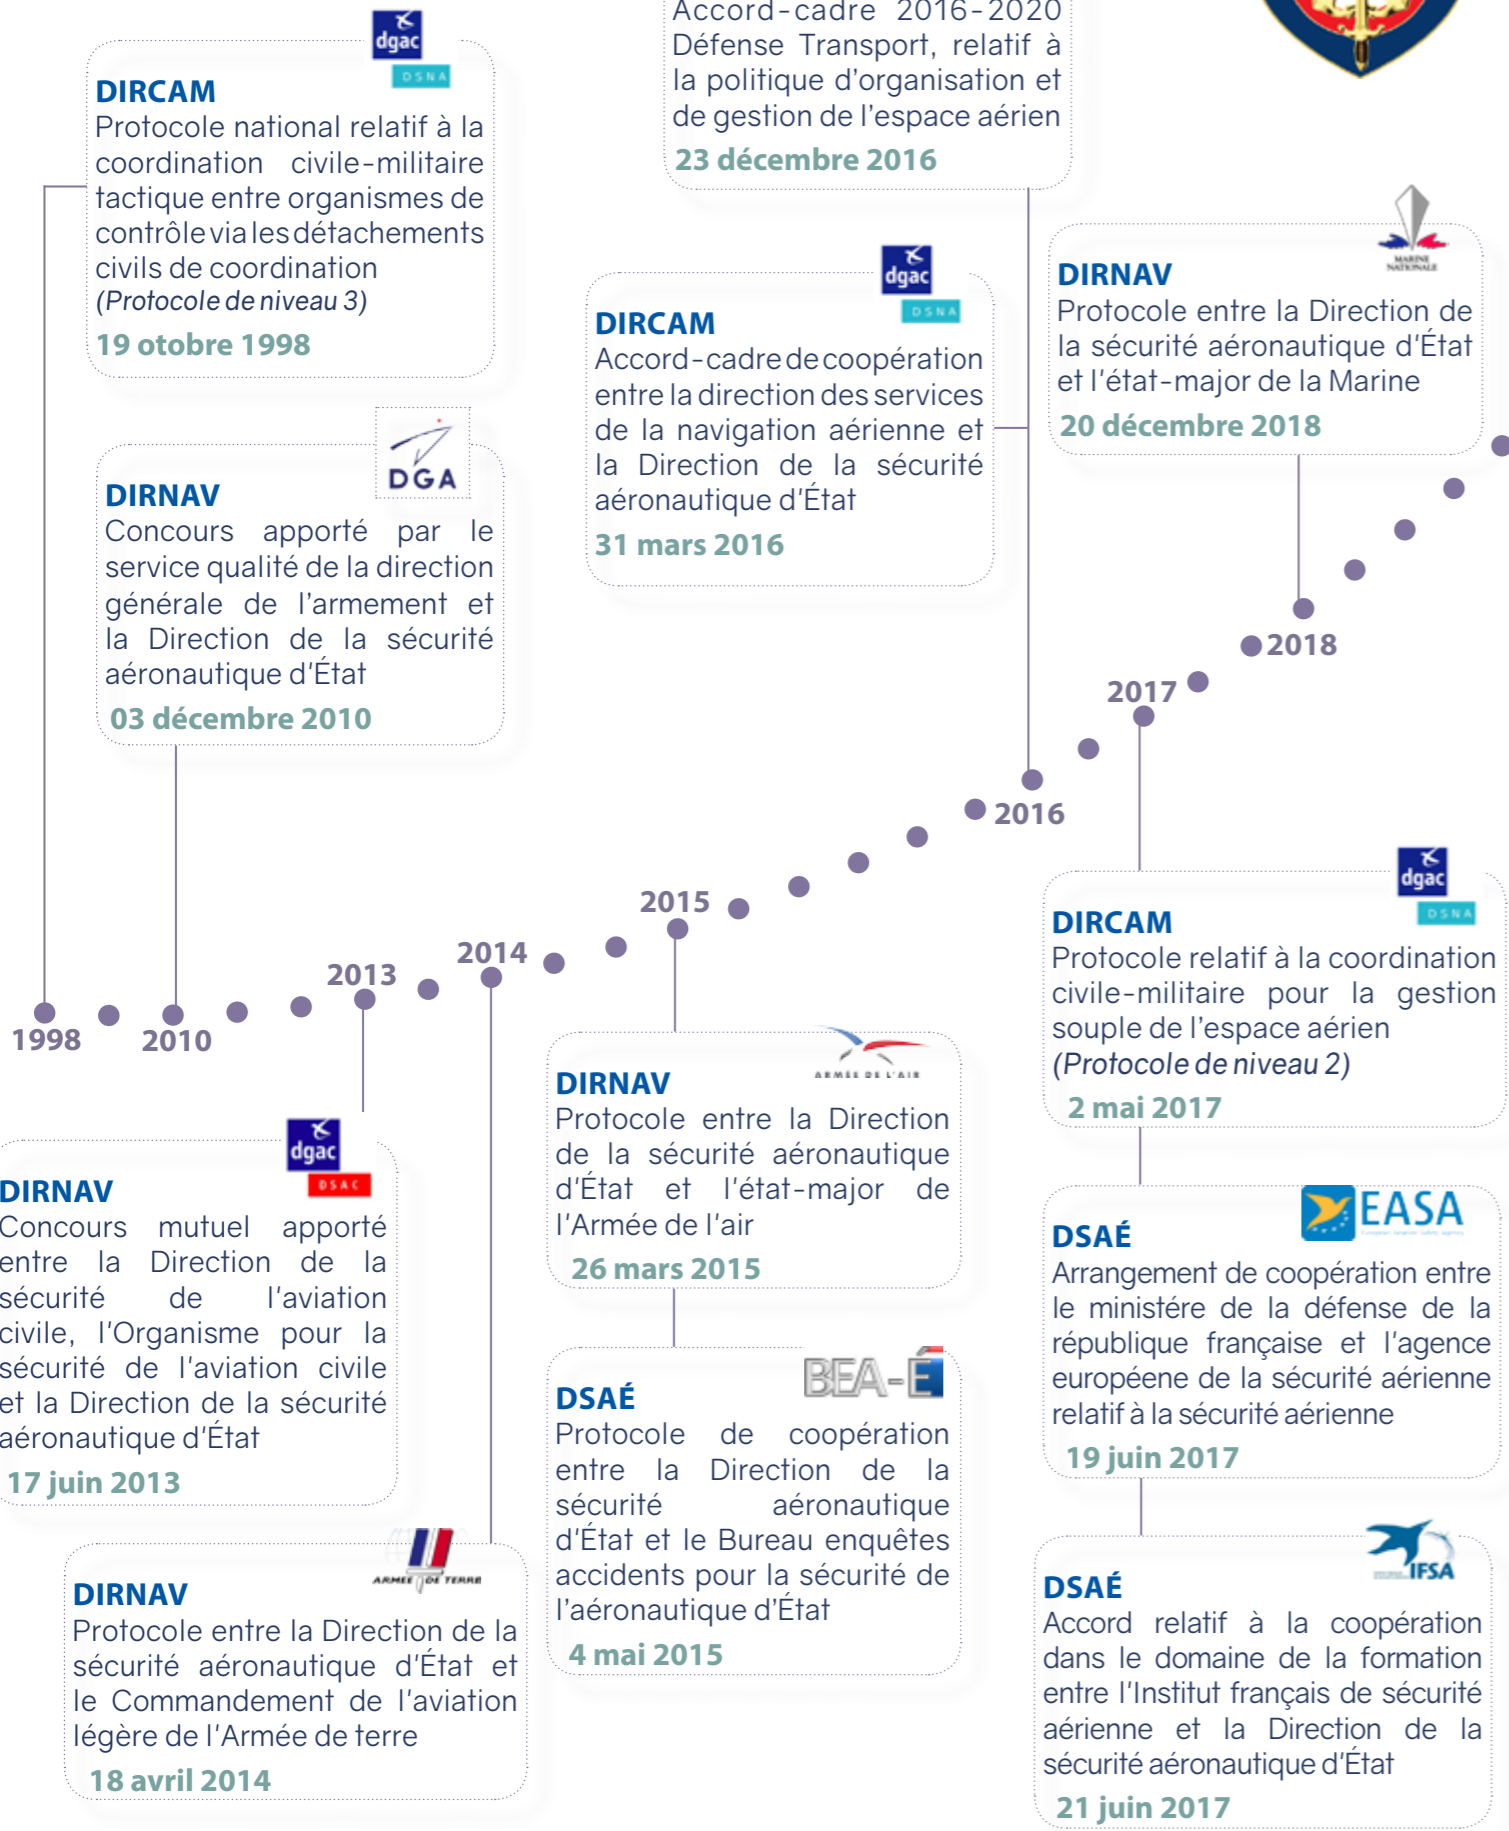 dgac
DSNA
DIRCAM
Protocole national relatif à la
coordination civile-militaire
tactique entre organismes de
contrôle via les détachements
civils de coordination
(Protocole de niveau 3)
19 otobre 1998
DGA
DIRNAV
Concours apporté par le
service qualité de la direction
générale de l'armement et
la Direction de la sécurité
aéronautique d'État
03 décembre 2010
Accord-cadre 2016-2020
Défense Transport, relatif à
la politique d'organisation et
de gestion de l'espace aérien
23 décembre 2016
dgac
DSNA
DIRCAM
Accord-cadre de coopération
entre la direction des services
de la navigation aérienne et
la Direction de la sécurité
aéronautique d'État
31 mars 2016
MARINE
NATIONALE
DIRNAV
Protocole entre la Direction de
la sécurité aéronautique d'État
et l'état-major de la Marine
20 décembre 2018
1998
2010
2013
2014
2015
2016
2017
2018
dgac
DSAC
DIRNAV
Concours mutuel apporté
entre la Direction de la
sécurité de l'aviation
civile, l'Organisme pour la
sécurité de l'aviation civile
et la Direction de la sécurité
aéronautique d'État
17 juin 2013
ARMÉE DE TERRE
DIRNAV
Protocole entre la Direction de la
sécurité aéronautique d'État et
le Commandement de l'aviation
légère de l'Armée de terre
18 avril 2014
ARMÉE DE L'AIR
DIRNAV
Protocole entre la Direction
de la sécurité aéronautique
d'État et l'état-major de
l'Armée de l'air
26 mars 2015
BEA-É
DSAÉ
Protocole de coopération
entre la Direction de la
sécurité aéronautique
d'État et le Bureau enquêtes
accidents pour la sécurité de
l'aéronautique d'État
4 mai 2015
dgac
DSNA
DIRCAM
Protocole relatif à la coordination
civile-militaire pour la gestion
souple de l'espace aérien
(Protocole de niveau 2)
2 mai 2017
EASA
DSAÉ
Arrangement de coopération entre
le ministére de la défense de la
république française et l'agence
européene de la sécurité aérienne
relatif à la sécurité aérienne
19 juin 2017
IFSA
DSAÉ
Accord relatif à la coopération
dans le domaine de la formation
entre l'Institut français de sécurité
aérienne et la Direction de la
sécurité aéronautique d'État
21 juin 2017